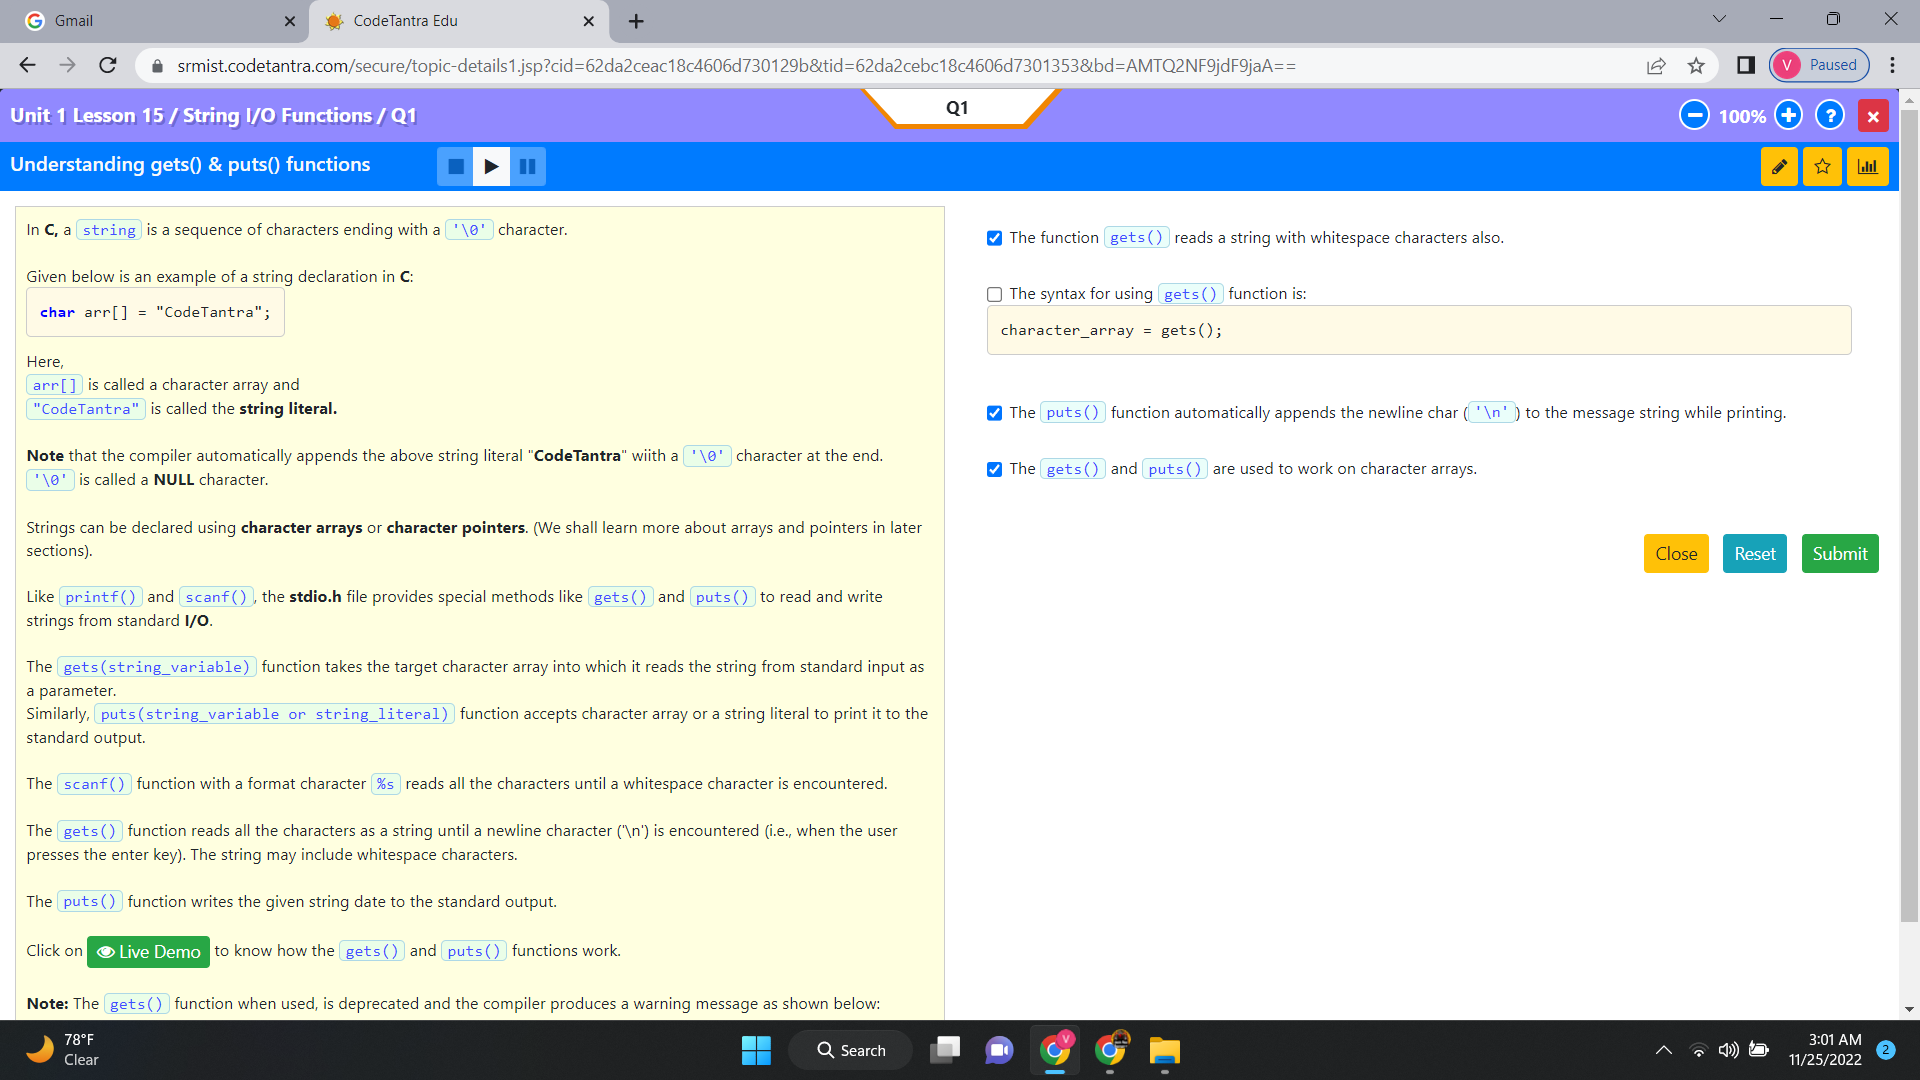 Gmail
CodeTantra Edu
srmist.codetantra.com/secure/topic-details1.jsp?cid=62da2ceac18c4606d730129b&tid=62da2cebc18c4606d7301353&bd=AMTQ2NF9jdF9jaA==
V Paused
Unit 1 Lesson 15 / String I/O Functions / Q1
Q1
100%
?
Understanding gets() & puts() functions
In C, a string is a sequence of characters ending with a '\0' character.
Given below is an example of a string declaration in C:
char arr[] = "CodeTantra";
Here,
arr[] is called a character array and
"CodeTantra" is called the string literal.
Note that the compiler automatically appends the above string literal "CodeTantra" wiith a '\0' character at the end.
'\0' is called a NULL character.
Strings can be declared using character arrays or character pointers. (We shall learn more about arrays and pointers in later
sections).
Like printf() and scanf(), the stdio.h file provides special methods like gets() and puts() to read and write
strings from standard I/O.
The gets(string_variable) function takes the target character array into which it reads the string from standard input as
a parameter.
Similarly, puts(string_variable or string_literal) function accepts character array or a string literal to print it to the
standard output.
The scanf() function with a format character %s reads all the characters until a whitespace character is encountered.
The gets() function reads all the characters as a string until a newline character ('\n') is encountered (i.e., when the user
presses the enter key). The string may include whitespace characters.
The puts() function writes the given string date to the standard output.
Click on Live Demo to know how the gets() and puts() functions work.
Note: The gets() function when used, is deprecated and the compiler produces a warning message as shown below:
The function gets() reads a string with whitespace characters also.
The syntax for using gets() function is:
character_array = gets();
The puts() function automatically appends the newline char ('\n') to the message string while printing.
The gets() and puts() are used to work on character arrays.
Close
Reset
Submit
78°F
Clear
Search
V
3:01 AM
11/25/2022
2